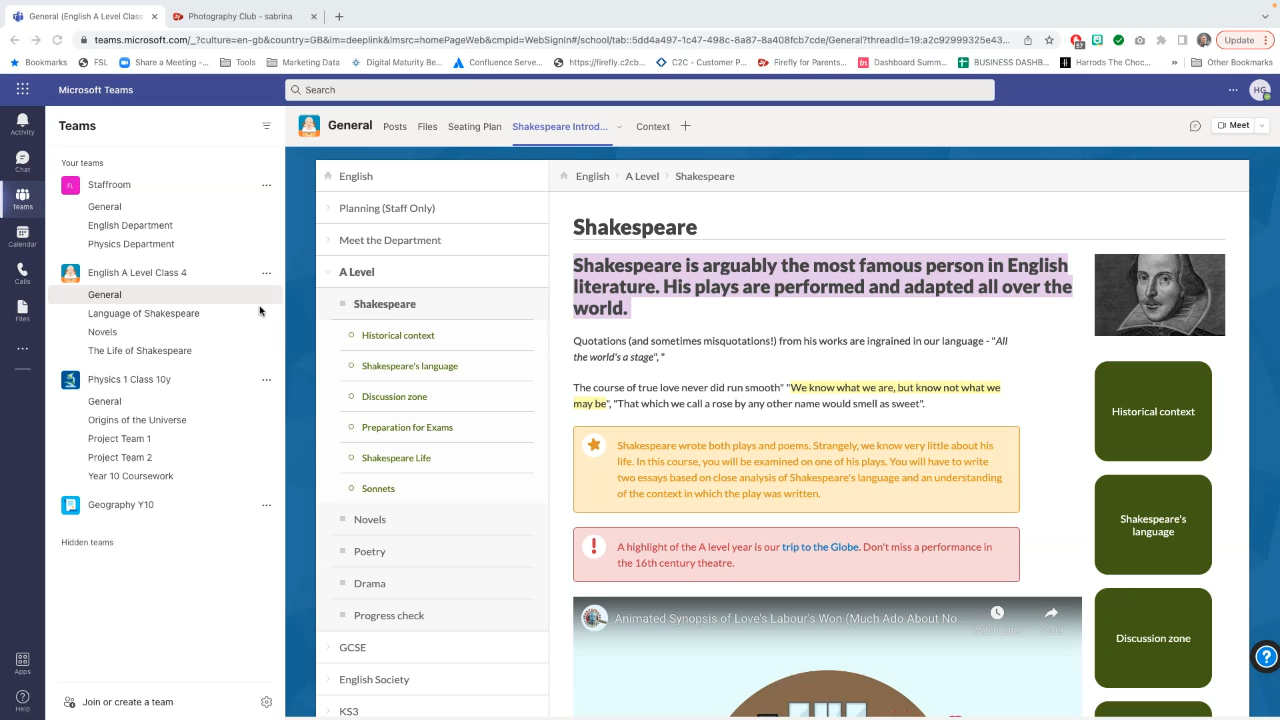 General (English A Level Class
Photography Club - sabrina
teams.microsoft.com/_?culture=en-gb&country=GB&lm=deeplink&lmsrc=homePageWeb&cmpid=WebSignIn#/school/tab::5dd4a497-1c47-498c-8a87-8a408fcb7cde/General?threadId=19:a2c92999325e43...
57
Update
Bookmarks
FSL
Share a Meeting -...
Tools
Marketing Data
Digital Maturity Be...
Confluence Serve...
https://firefly.c2cb...
C2C - Customer P...
Firefly for Parents...
Dashboard Summ...
BUSINESS DASHB...
Harrods The Choc...
»
Other Bookmarks
Microsoft Teams
Search
HG
Activity
Chat
Teams
Calendar
Calls
Files
Apps
Help
Teams
Your teams
FL
Staffroom
General
English Department
Physics Department
English A Level Class 4
General
Language of Shakespeare
Novels
The Life of Shakespeare
Physics 1 Class 10y
General
Origins of the Universe
Project Team 1
Project Team 2
Year 10 Coursework
Geography Y10
Hidden teams
Join or create a team
General
Posts
Files
Seating Plan
Shakespeare Introd...
Context
Meet
English
Planning (Staff Only)
Meet the Department
A Level
Shakespeare
Historical context
Shakespeare's language
Discussion zone
Preparation for Exams
Shakespeare Life
Sonnets
Novels
Poetry
Drama
Progress check
GCSE
English Society
KS3
English
A Level
Shakespeare
Shakespeare
Shakespeare is arguably the most famous person in English
literature. His plays are performed and adapted all over the
world.
Quotations (and sometimes misquotations!) from his works are ingrained in our language - "All
the world's a stage", "
The course of true love never did run smooth" "We know what we are, but know not what we
may be", "That which we call a rose by any other name would smell as sweet".
Shakespeare wrote both plays and poems. Strangely, we know very little about his
life. In this course, you will be examined on one of his plays. You will have to write
two essays based on close analysis of Shakespeare's language and an understanding
of the context in which the play was written.
A highlight of the A level year is our trip to the Globe. Don't miss a performance in
the 16th century theatre.
Animated Synopsis of Love's Labour's Won (Much Ado About No...
Watch later
Share
Historical context
Shakespeare's
language
Discussion zone
?